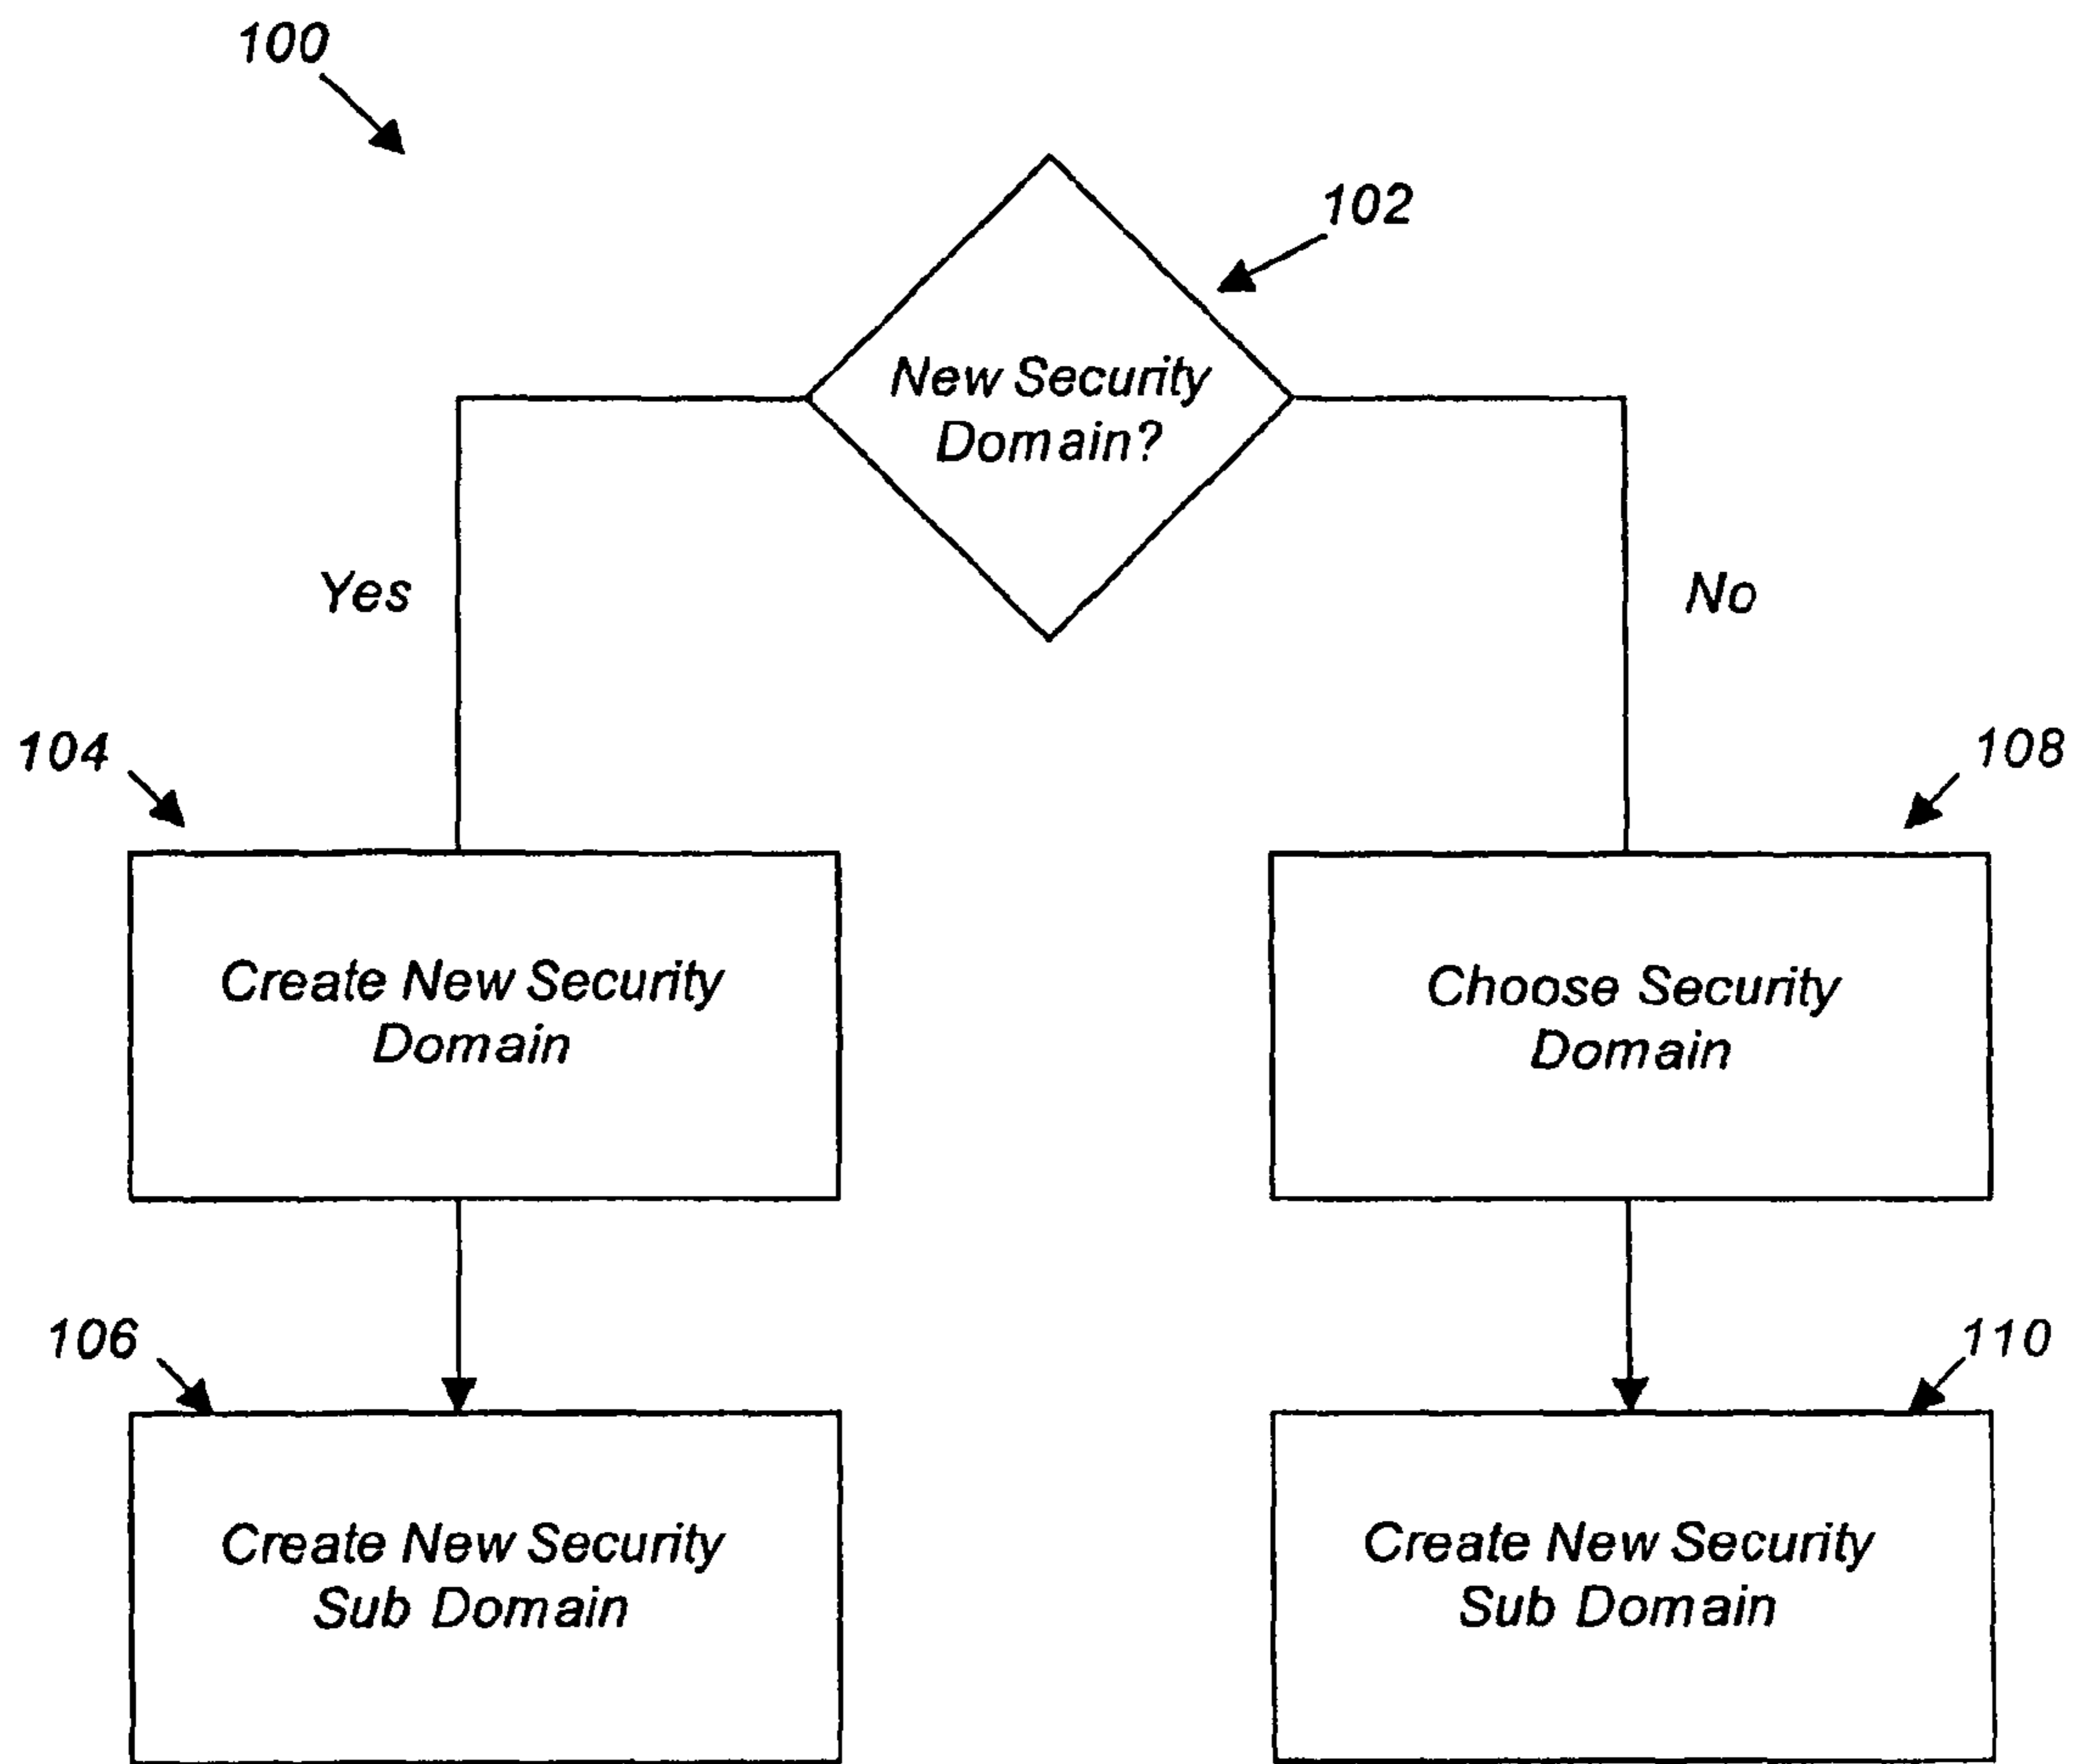 100
102
New Security
Domain?
Yes
No
104
108
Create New Security
Domain
Choose Security
Domain
106
110
Create New Security
Sub Domain
Create New Security
Sub Domain